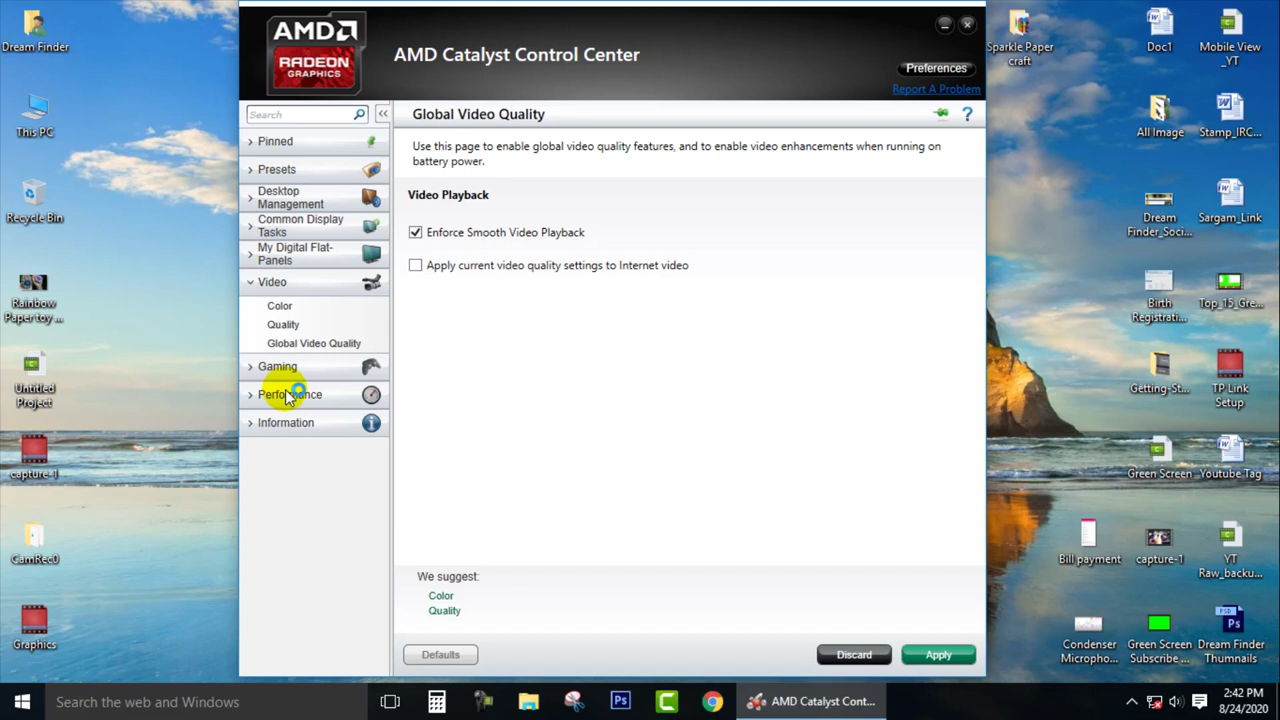 AMD
RADEON
GRAPHICS
AMD Catalyst Control Center
Preferences
Report A Problem
Search
<<
Pinned
Presets
Desktop
Management
Common Display
Tasks
My Digital Flat-
Panels
Video
Color
Quality
Global Video Quality
Gaming
Performance
Information
Global Video Quality
?
Use this page to enable global video quality features, and to enable video enhancements when running on
battery power.
Video Playback
Enforce Smooth Video Playback
Apply current video quality settings to Internet video
We suggest:
Color
Quality
Defaults
Discard
Apply
Dream Finder
This PC
Recycle Bin
Rainbow
Paper toy ...
Untitled
Project
capture-1
CamRec0
Graphics
Sparkle Paper
craft
Doc1
Mobile View
_YT
All Image
Stamp_IRC...
Dream
Finder_Soci...
Sargam_Link
Birth
Registrati...
Top_15_Gre...
Getting-St...
TP Link
Setup
Green Screen
Youtube Tag
Bill payment
capture-1
YT
Raw_backu...
Condenser
Micropho...
Green Screen
Subscribe ...
PSD
Ps
Dream Finder
Thumnails
Search the web and Windows
Ps
AMD Catalyst Cont...
2:42 PM
8/24/2020